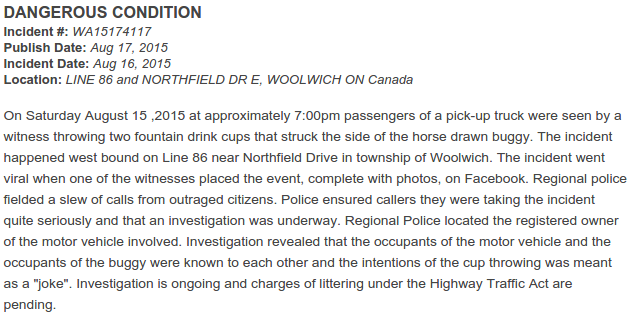 DANGEROUS CONDITION
Incident #: WA15174117
Publish Date: Aug 17, 2015
Incident Date: Aug 16, 2015
Location: LINE 86 and NORTHFIELD DR E, WOOLWICH ON Canada
On Saturday August 15 ,2015 at approximately 7:00pm passengers of a pick-up truck were seen by a
witness throwing two fountain drink cups that struck the side of the horse drawn buggy. The incident
happened west bound on Line 86 near Northfield Drive in township of Woolwich. The incident went
viral when one of the witnesses placed the event, complete with photos, on Facebook. Regional police
fielded a slew of calls from outraged citizens. Police ensured callers they were taking the incident
quite seriously and that an investigation was underway. Regional Police located the registered owner
of the motor vehicle involved. Investigation revealed that the occupants of the motor vehicle and the
occupants of the buggy were known to each other and the intentions of the cup throwing was meant
as a "joke". Investigation is ongoing and charges of littering under the Highway Traffic Act are
pending.